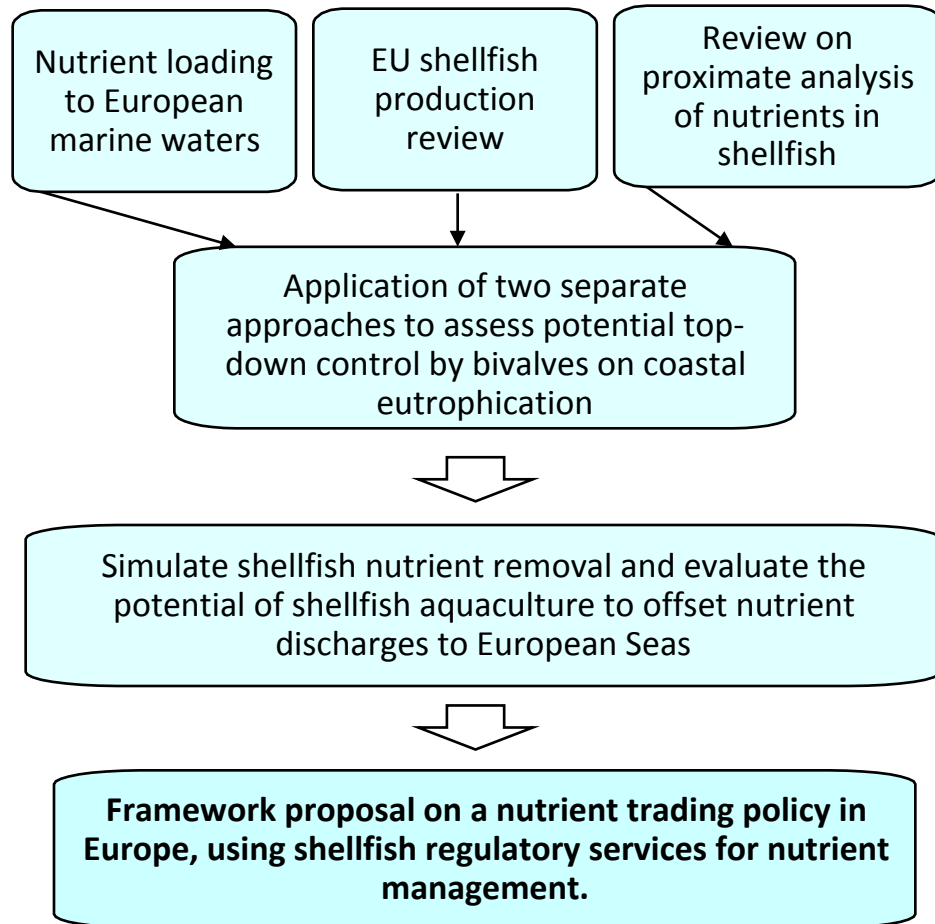 Nutrient loading
to European
marine waters
EU shellfish
production
review
Review on
proximate analysis
of nutrients in
shellfish
Application of two separate
approaches to assess potential top-
down control by bivalves on coastal
eutrophication
Simulate shellfish nutrient removal and evaluate the
potential of shellfish aquaculture to offset nutrient
discharges to European Seas
Framework proposal on a nutrient trading policy in
Europe, using shellfish regulatory services for nutrient
management.